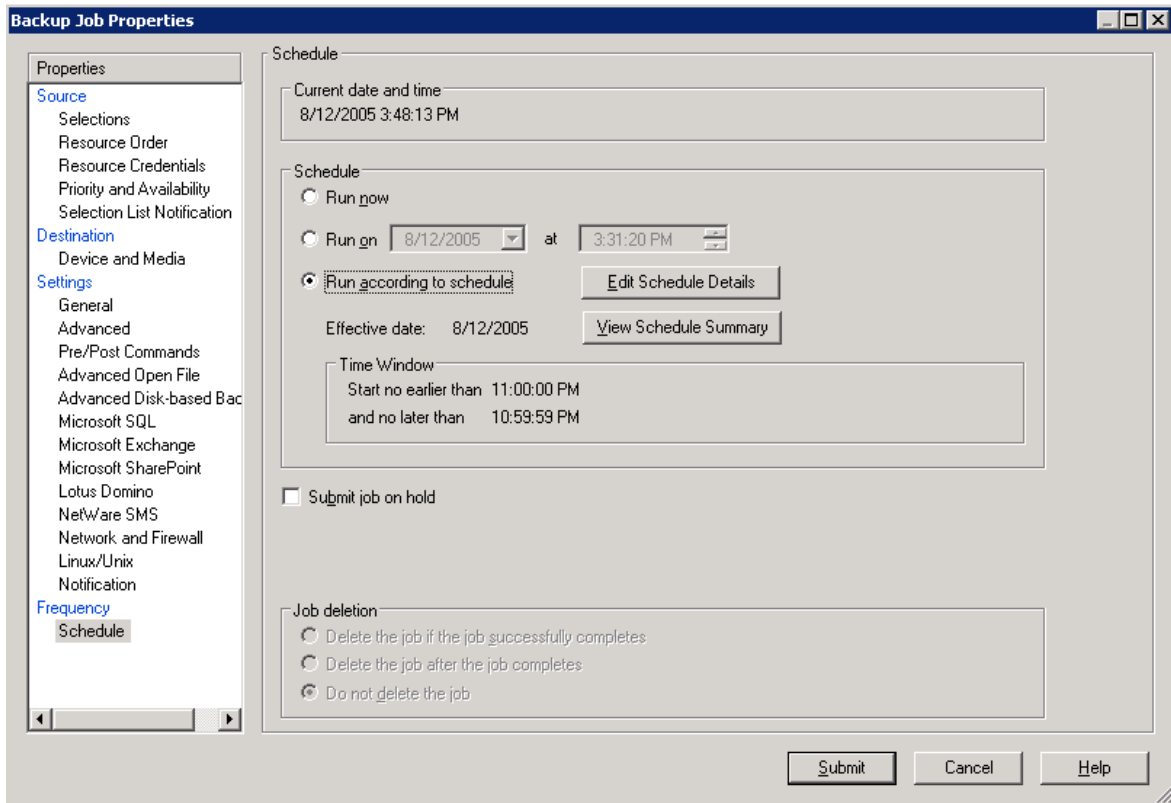 Backup Job Properties
Properties
Source
Selections
Resource Order
Resource Credentials
Priority and Availability
Selection List Notification
Destination
Device and Media
Settings
General
Advanced
Pre/Post Commands
Advanced Open File
Advanced Disk-based Bac
Microsoft SQL
Microsoft Exchange
Microsoft SharePoint
Lotus Domino
NetWare SMS
Network and Firewall
Linux/Unix
Notification
Frequency
Schedule
Schedule
Current date and time
8/12/2005 3:48:13 PM
Schedule
Run now
Run on 8/12/2005 at 3:31:20 PM
Run according to schedule Edit Schedule Details
Effective date: 8/12/2005 View Schedule Summary
Time Window
Start no earlier than 11:00:00 PM
and no later than 10:59:59 PM
Submit job on hold
Job deletion
Delete the job if the job successfully completes
Delete the job after the job completes
Do not delete the job
Submit Cancel Help